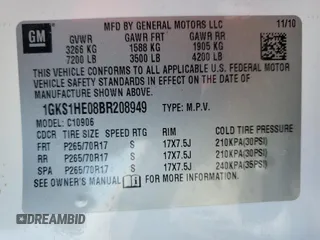 GM
MFD BY GENERAL MOTORS LLC 11/10
GVWR GAWR FRT GAWR RR
3266 KG 1588 KG 1905 KG
7200 LB 3500 LB 4200 LB
THIS VEHICLE CONFORMS TO ALL APPLICABLE U.S. FEDERAL MOTOR
VEHICLE SAFETY STANDARDS IN EFFECT ON THE DATE OF
MANUFACTURE SHOWN ABOVE.
1GKS1HE08BR208949 TYPE: M.P.V.
MODEL: C10906
CDCR TIRE SIZE SPEED RTG RIM COLD TIRE PRESSURE
FRT P265/70R17 S 17X7.5J 210KPA(30PSI)
RR P265/70R17 S 17X7.5J 210KPA(30PSI)
SPA P265/70R17 S 17X7.5J 240KPA(35PSI)
SEE OWNER'S MANUAL FOR ADDITIONAL INFORMATION.
DREAMBID